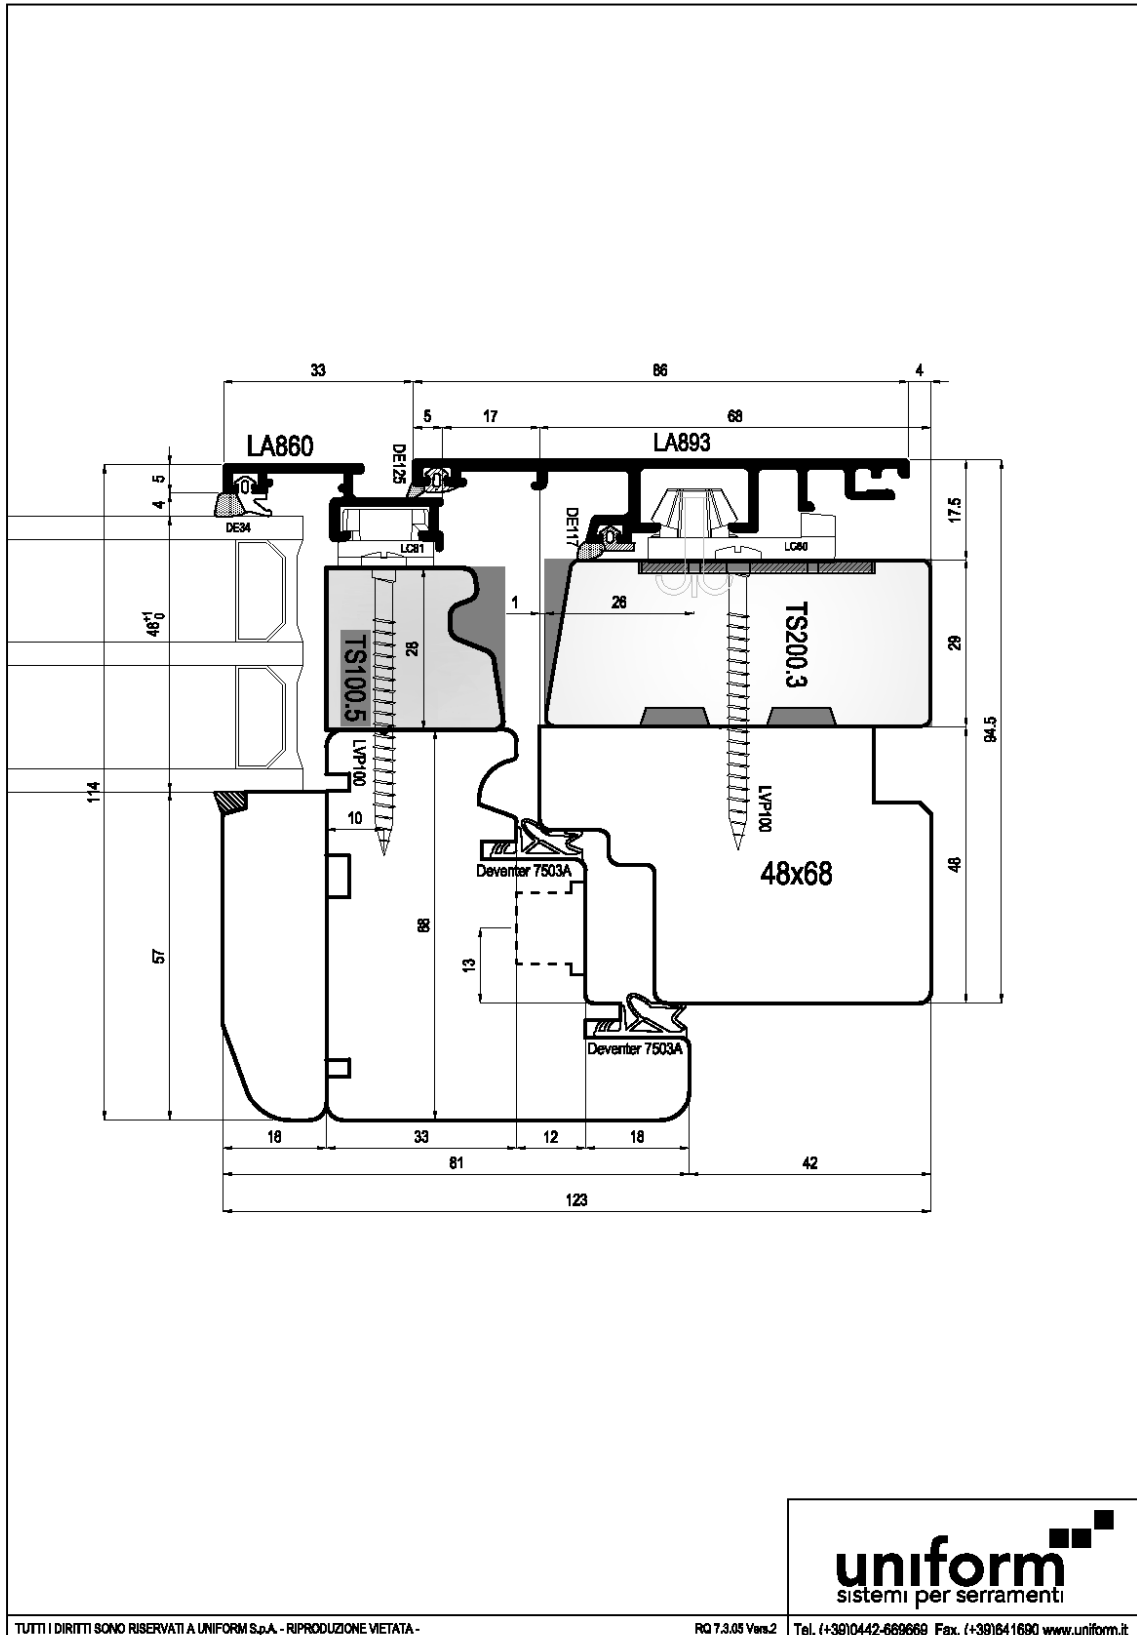 33
86
4
5
17
68
LA860
LA893
DE125
5
4
DE34
DE117
LC81
LC60
17.5
48+1 0
1
26
28
TS100.5
TS200.3
29
94.5
114
LVP100
LVP100
10
Deventer 7503A
48x68
48
57
68
13
Deventer 7503A
18
33
12
18
81
42
123
uniform
sistemi per serramenti
TUTTI I DIRITTI SONO RISERVATI A UNIFORM S.p.A. - RIPRODUZIONE VIETATA -
RQ 7.3.05 Vers.2
Tel. (+39)0442-669669 Fax. (+39)641690 www.uniform.it